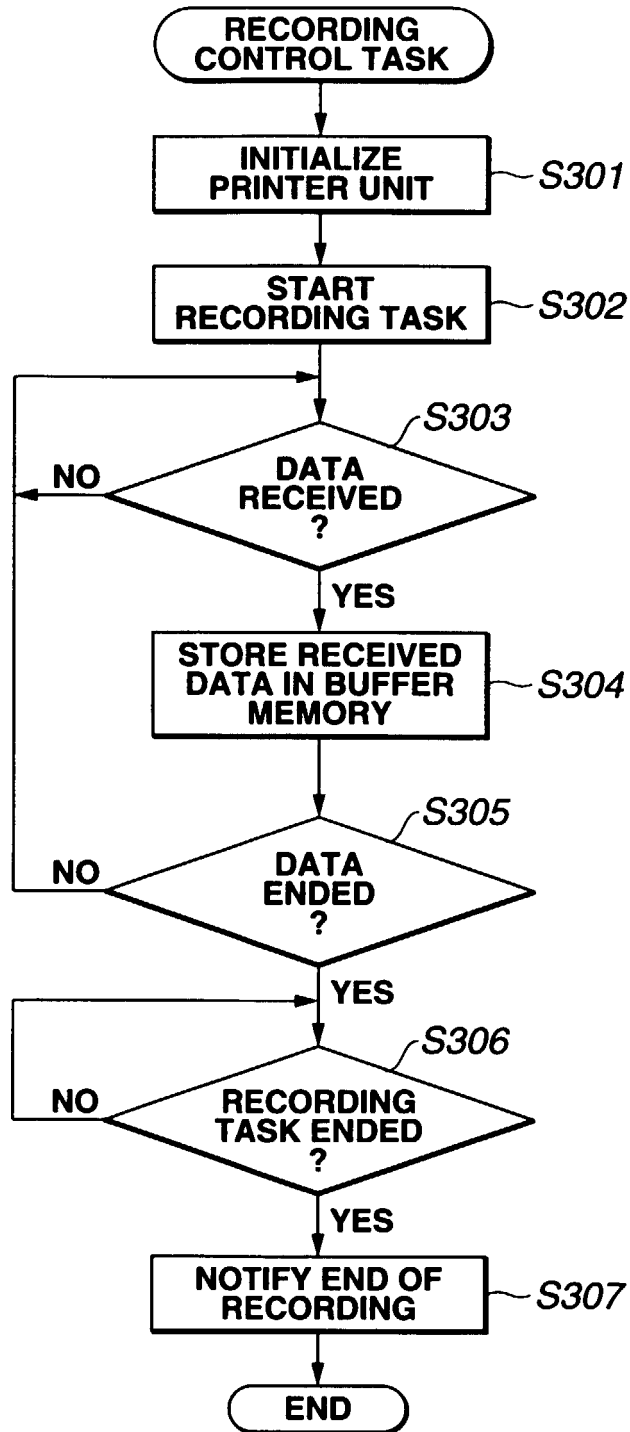 RECORDING
CONTROL TASK
INITIALIZE
PRINTER UNIT
S301
START
RECORDING TASK
S302
S303
DATA
RECEIVED
?
NO
YES
STORE RECEIVED
DATA IN BUFFER
MEMORY
S304
S305
DATA
ENDED
?
NO
YES
S306
RECORDING
TASK ENDED
?
NO
YES
NOTIFY END OF
RECORDING
S307
END